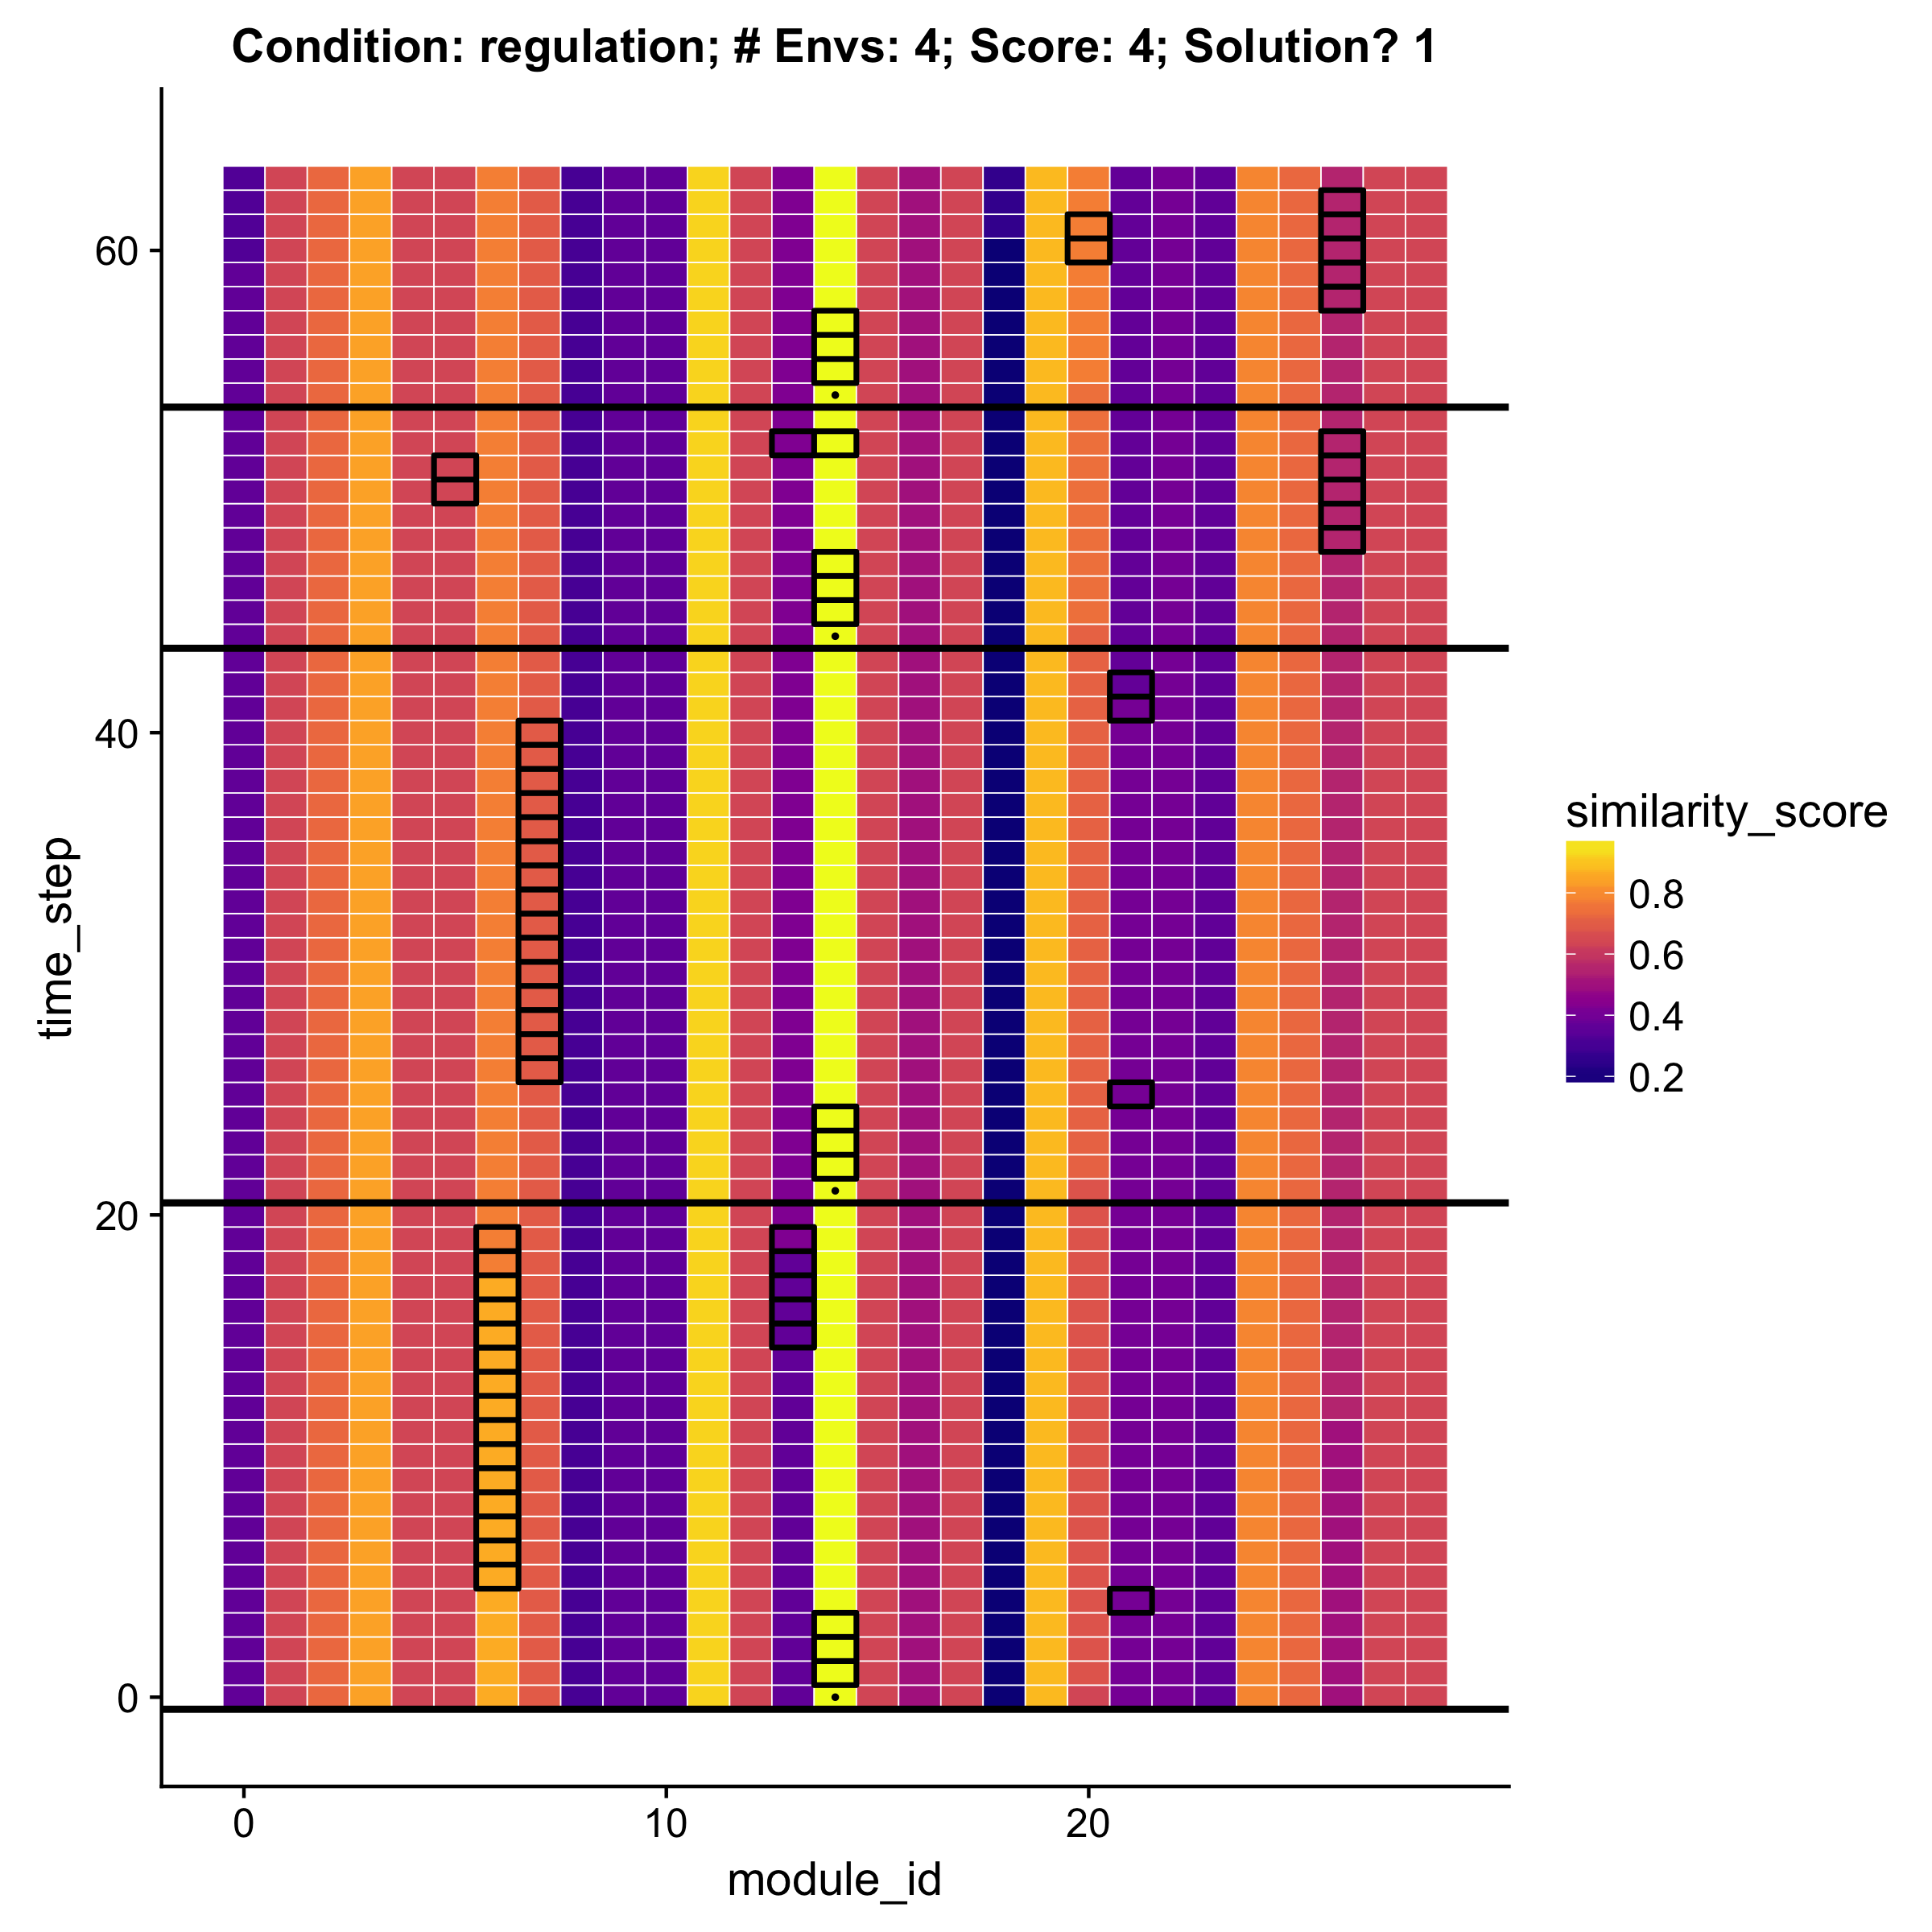 Condition: regulation; # Envs: 4; Score: 4; Solution? 1
time_step
60
40
20
0
0 10 20
module_id
similarity_score
0.8
0.6
0.4
0.2